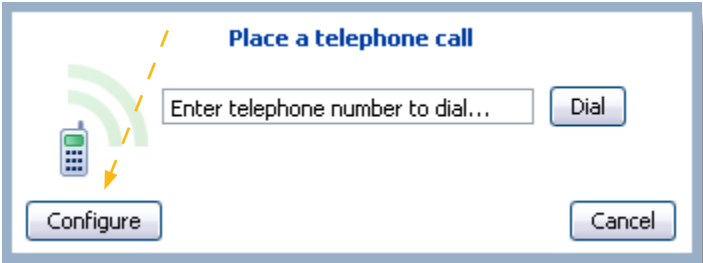 Place a telephone call
Enter telephone number to dial...
Dial
Configure
Cancel